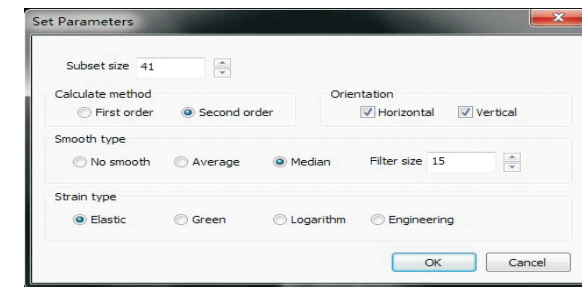 Set Parameters
Subset size 41
Calculate method Orientation
First order Second order Horizontal Vertical
Smooth type
No smooth Average Median Filter size 15
Strain type
Elastic Green Logarithm Engineering
OK Cancel